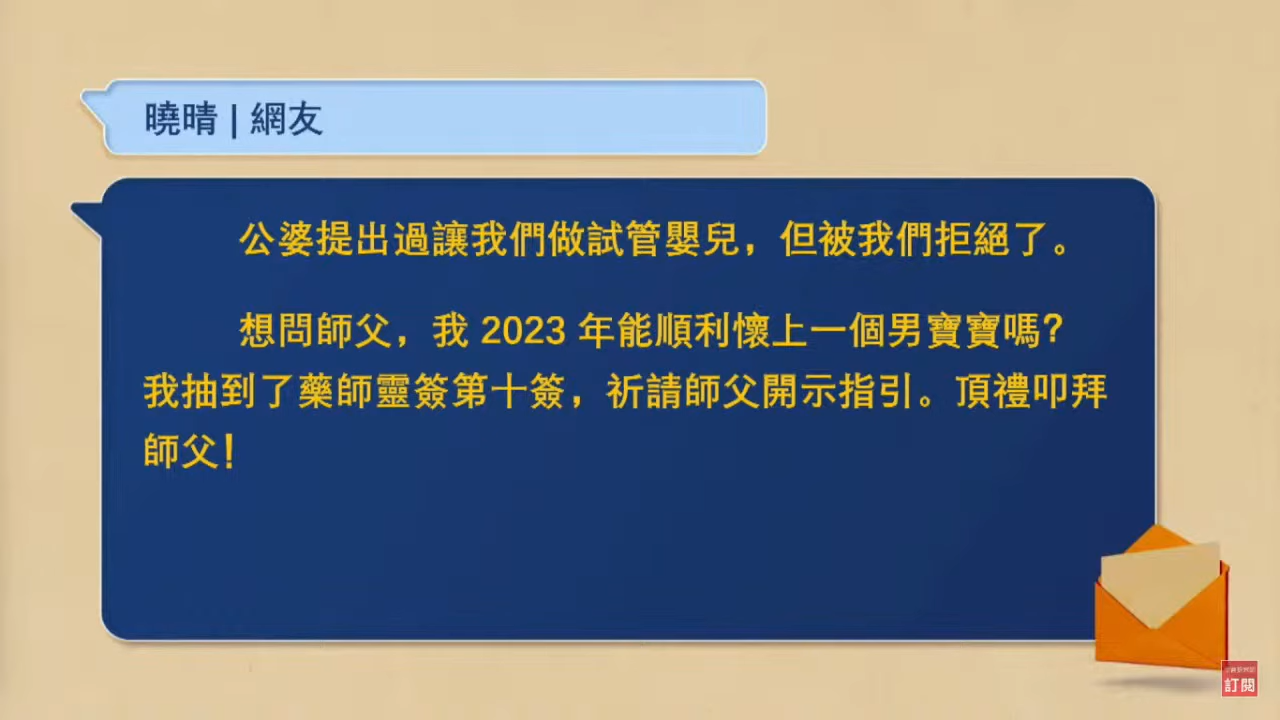 曉晴 | 網友
公婆提出過讓我們做試管嬰兒，但被我們拒絕了。
想問師父，我 2023 年能順利懷上一個男寶寶嗎？
我抽到了藥師靈簽第十簽，祈請師父開示指引。頂禮叩拜
師父！
訂閱